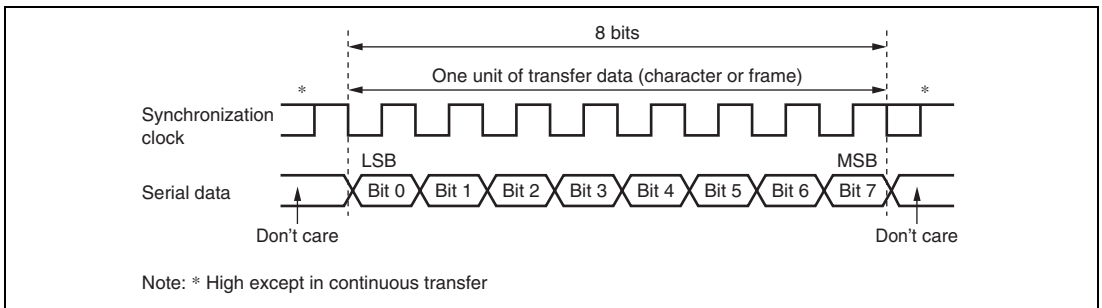 8 bits
One unit of transfer data (character or frame)
* *
Synchronization
clock
LSB MSB
Serial data Bit 0 Bit 1 Bit 2 Bit 3 Bit 4 Bit 5 Bit 6 Bit 7
Don't care Don't care
Note: * High except in continuous transfer